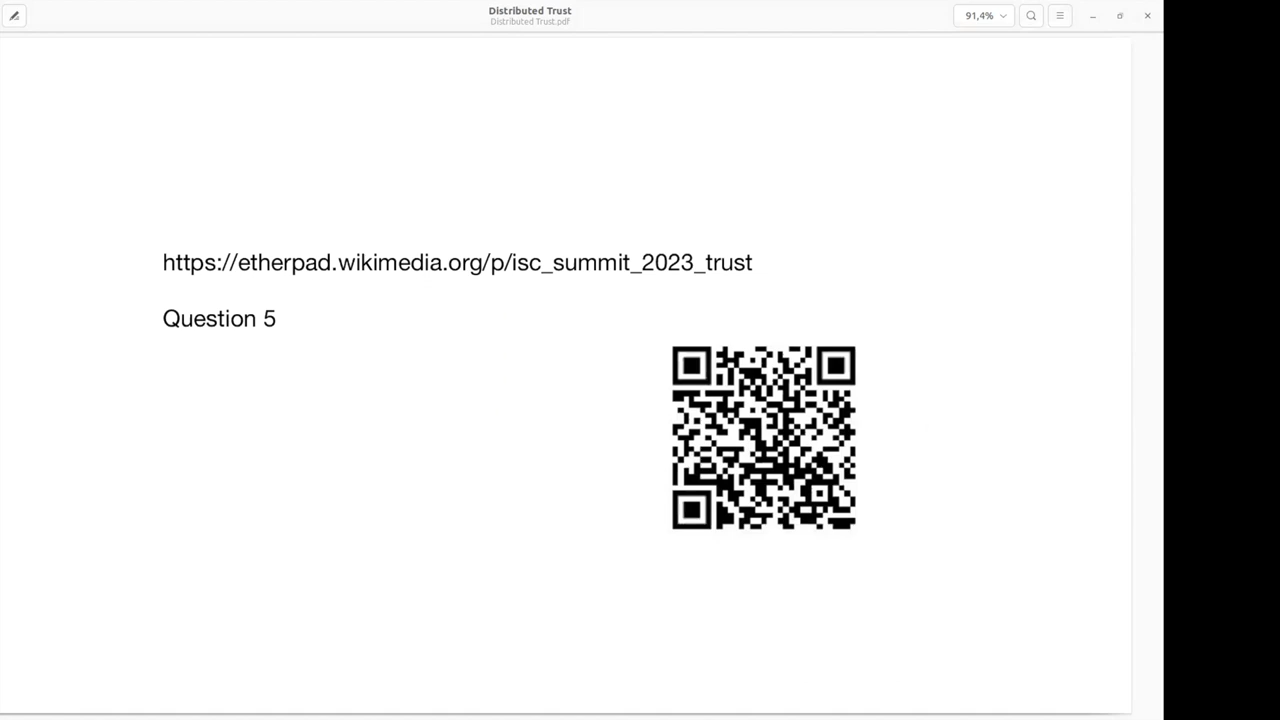 Distributed Trust
Distributed Trust.pdf
91,4%
https://etherpad.wikimedia.org/p/isc_summit_2023_trust
Question 5